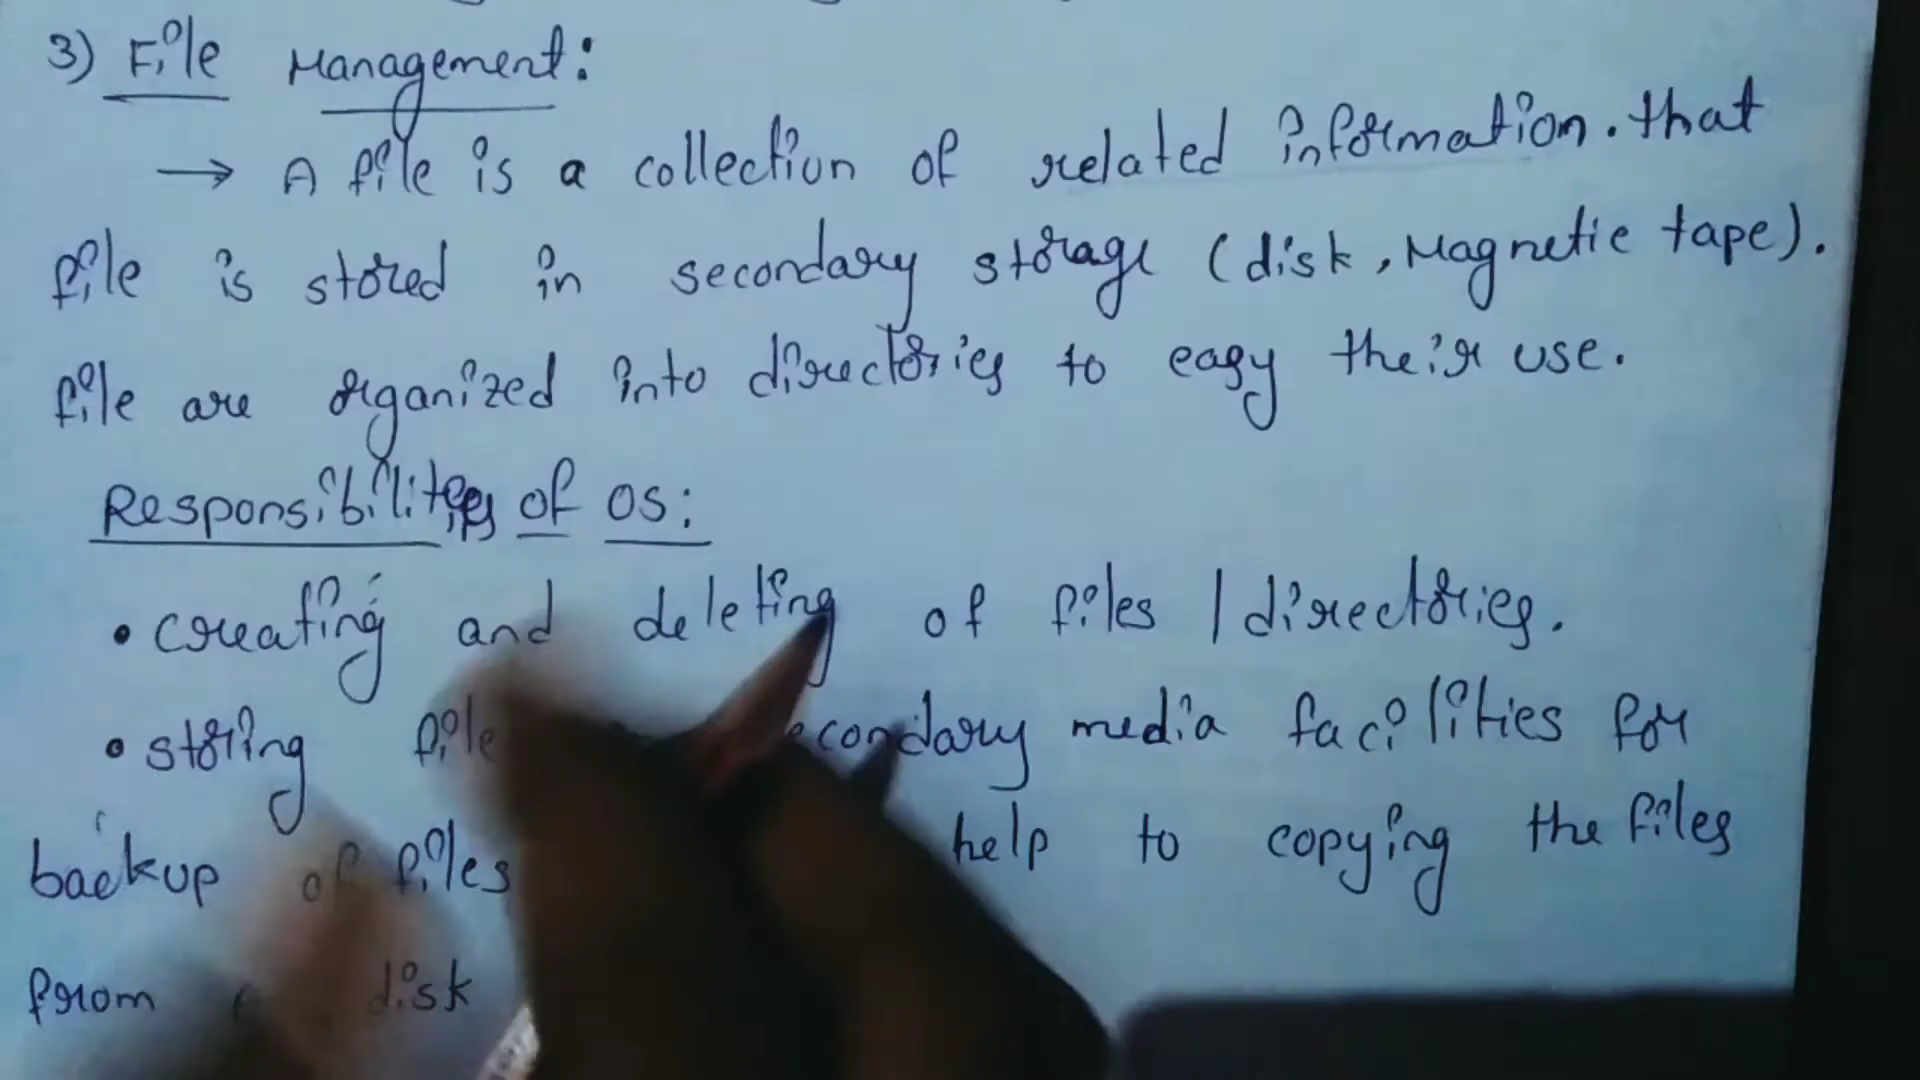 3) File Management:
→ A file is a collection of related information. that
file is stored in secondary storage (disk, Magnetic tape).
file are organized into directories to easy their use.
Responsibilities of OS:
• creating and deleting of files / directories.
• storing file secondary media facilities for
backup of files help to copying the files
from disk